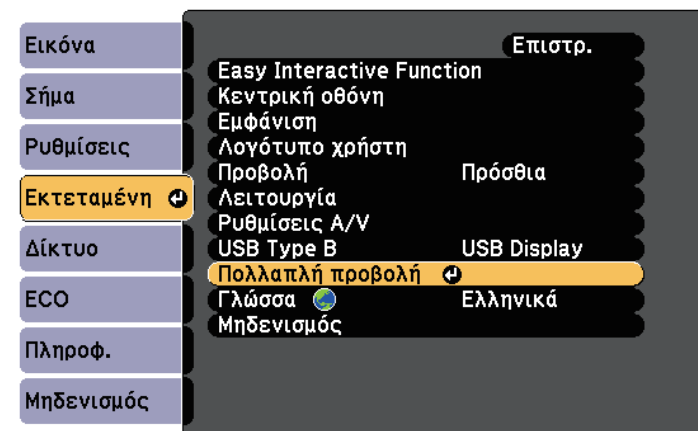 Εικόνα
Σήμα
Ρυθμίσεις
Εκτεταμένη
Δίκτυο
ECO
Πληροφ.
Μηδενισμός
Επιστρ.
Easy Interactive Function
Κεντρική οθόνη
Εμφάνιση
Λογότυπο χρήστη
Προβολή Πρόσθια
Λειτουργία
Ρυθμίσεις A/V
USB Type B USB Display
Πολλαπλή προβολή
Γλώσσα Ελληνικά
Μηδενισμός